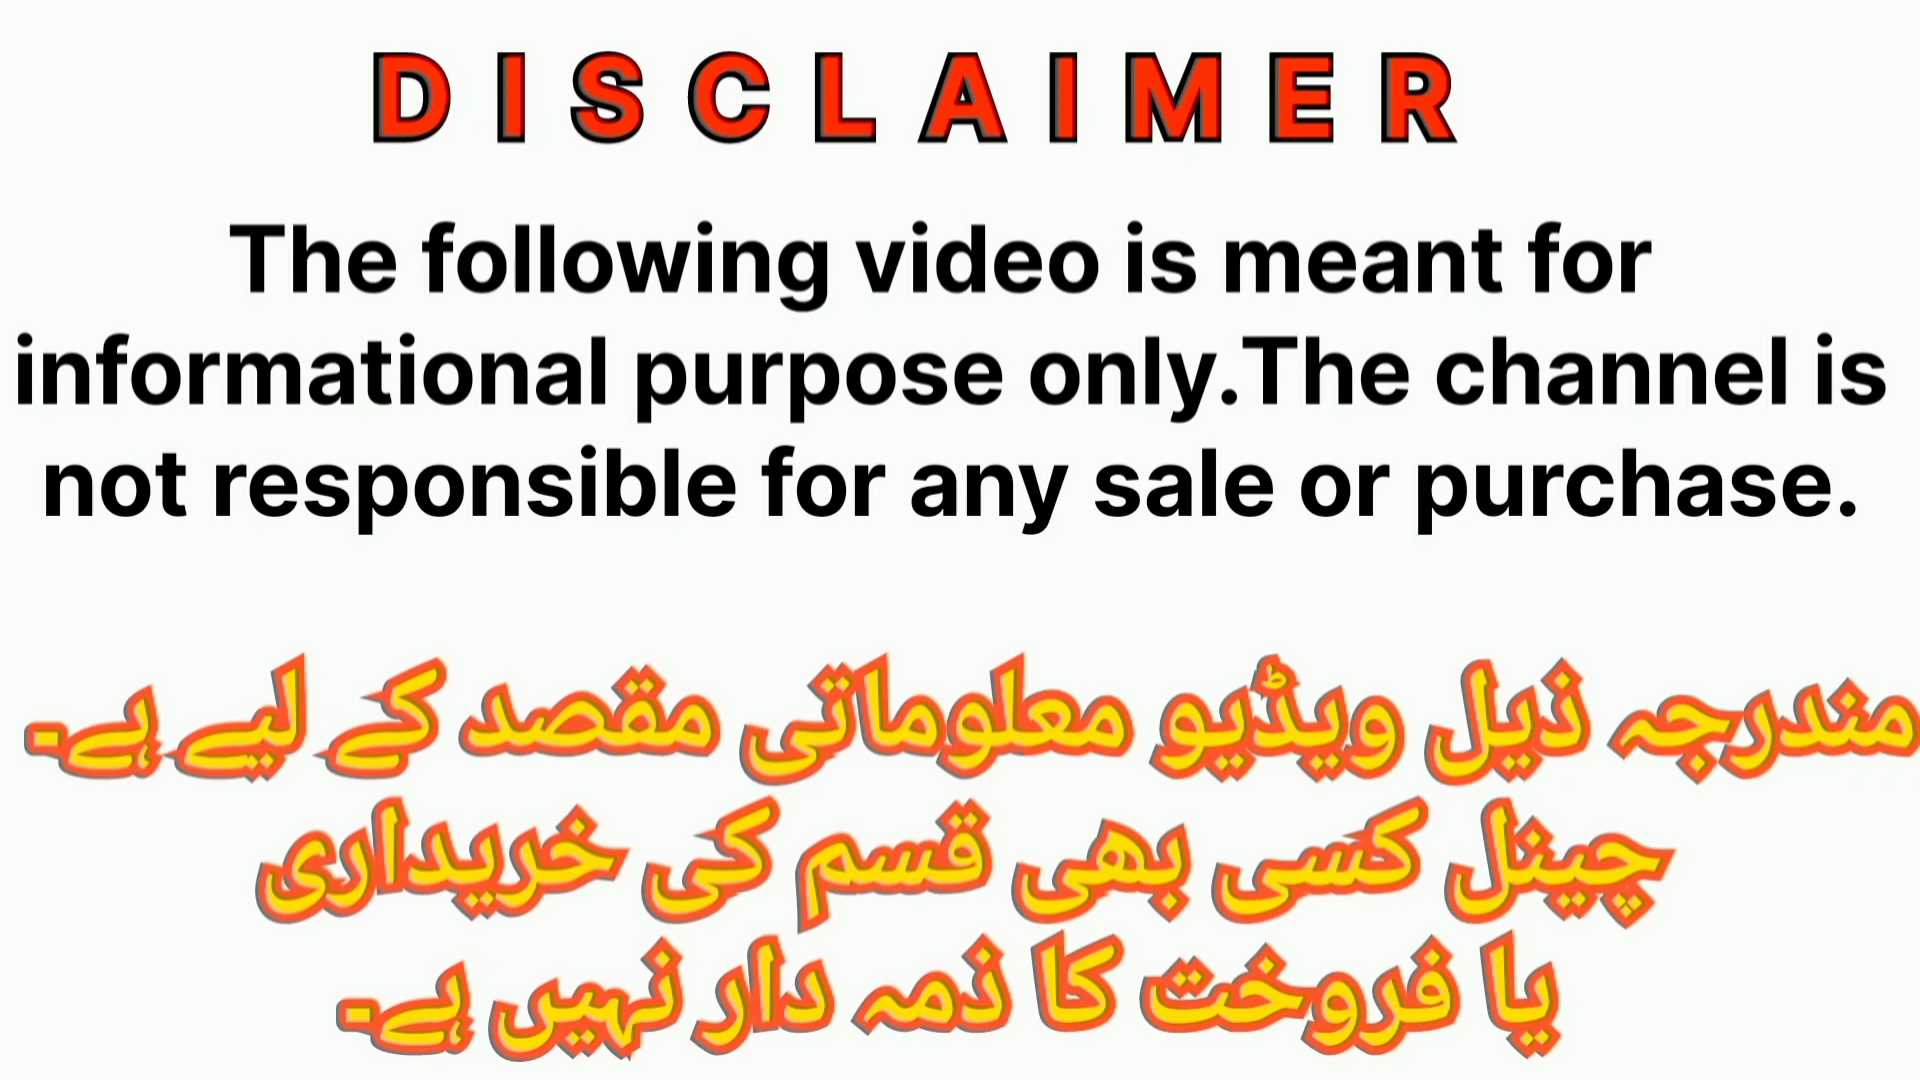 DISCLAIMER
The following video is meant for
informational purpose only.The channel is
not responsible for any sale or purchase.
مندرجہ ذیل ویڈیو معلوماتی مقصد کے لیے ہے۔
چینل کسی بھی قسم کی خریداری
یا فروخت کا ذمہ دار نہیں ہے۔